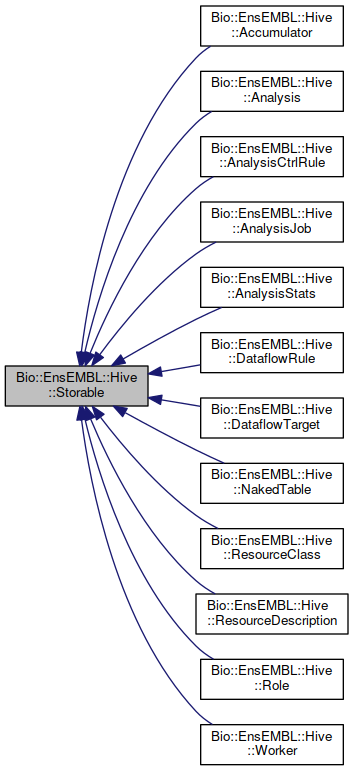 Bio::EnsEMBL::Hive
::Accumulator
Bio::EnsEMBL::Hive
::Analysis
Bio::EnsEMBL::Hive
::AnalysisCtrlRule
Bio::EnsEMBL::Hive
::AnalysisJob
Bio::EnsEMBL::Hive
::AnalysisStats
Bio::EnsEMBL::Hive
::DataflowRule
Bio::EnsEMBL::Hive
::Storable
Bio::EnsEMBL::Hive
::DataflowTarget
Bio::EnsEMBL::Hive
::NakedTable
Bio::EnsEMBL::Hive
::ResourceClass
Bio::EnsEMBL::Hive
::ResourceDescription
Bio::EnsEMBL::Hive
::Role
Bio::EnsEMBL::Hive
::Worker